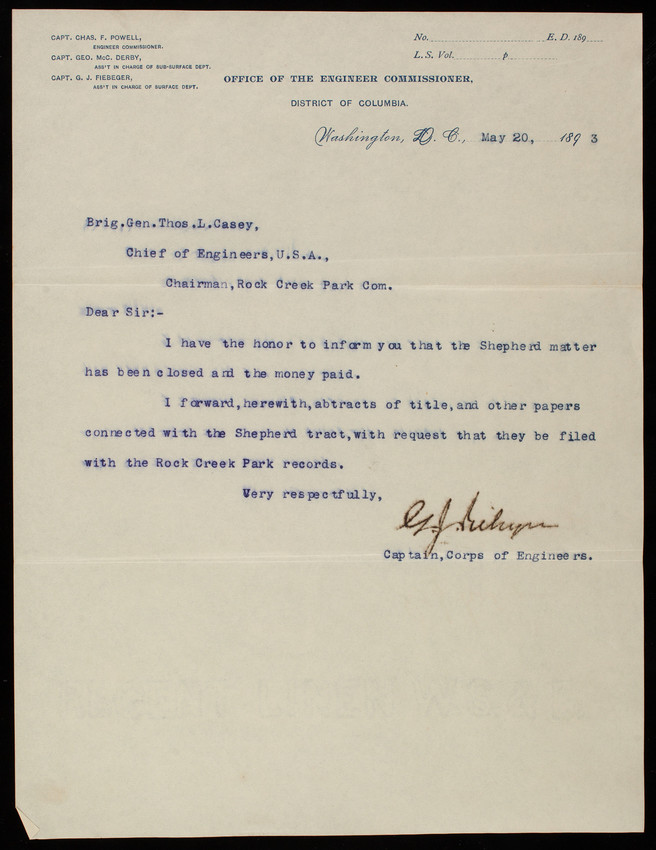 CAPT. CHAS. F. POWELL,
ENGINEER COMMISSIONER.
CAPT. GEO. McC. DERBY,
ASS'T IN CHARGE OF SUB-SURFACE DEPT.
CAPT. G. J. FIEBEGER,
ASS'T IN CHARGE OF SURFACE DEPT.
No. E. D. 189
L. S. Vol. p
OFFICE OF THE ENGINEER COMMISSIONER,
DISTRICT OF COLUMBIA.
Washington, D. C., May 20, 1893
Brig.Gen.Thos.L.Casey,
Chief of Engineers,U.S.A.,
Chairman,Rock Creek Park Com.
Dear Sir:-
I have the honor to inform you that the Shepherd matter
has been closed and the money paid.
I forward,herewith,abtracts of title,and other papers
connected with the Shepherd tract,with request that they be filed
with the Rock Creek Park records.
Very respectfully,
G. J. Fiebeger
Captain,Corps of Engineers.